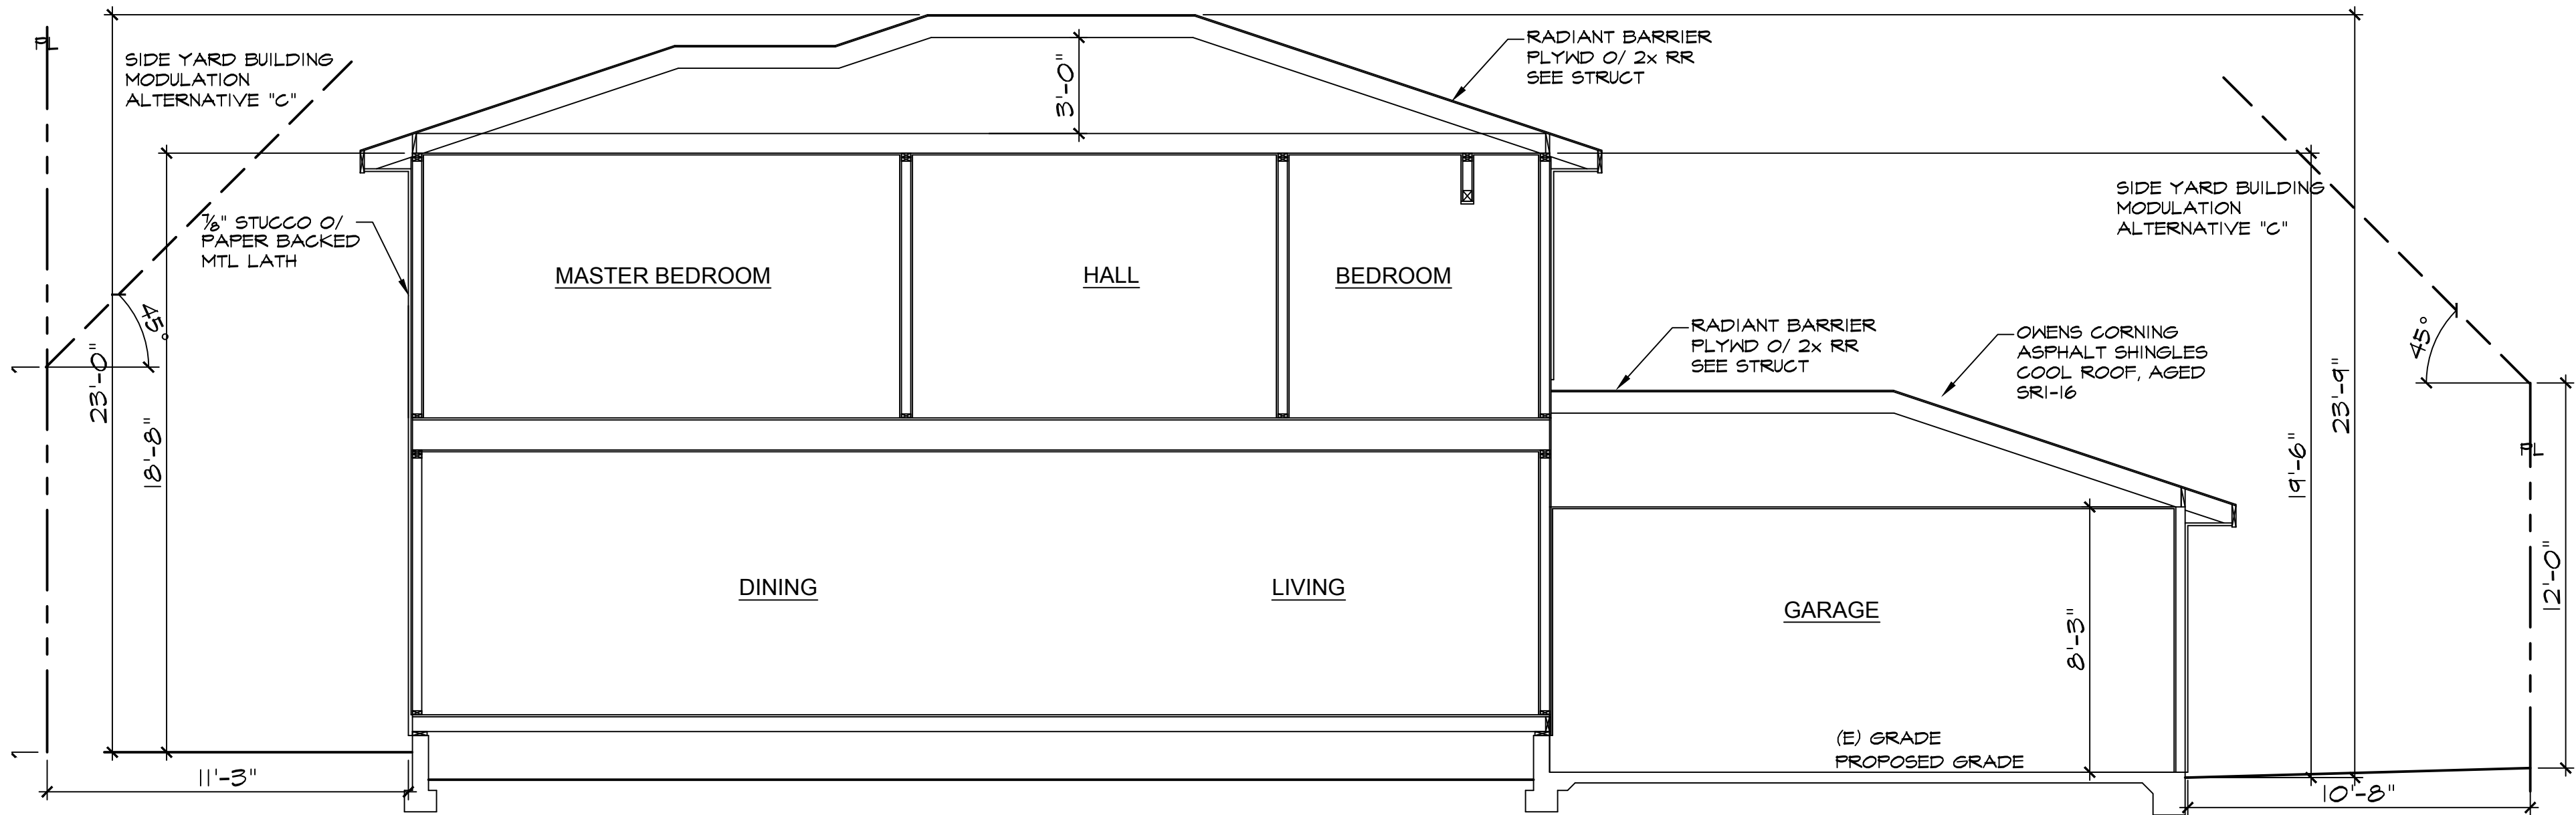 PL
SIDE YARD BUILDING
MODULATION
ALTERNATIVE "C"
3'-0"
RADIANT BARRIER
PLYWD O/ 2x RR
SEE STRUCT
SIDE YARD BUILDING
MODULATION
ALTERNATIVE "C"
7/8" STUCCO O/
PAPER BACKED
MTL LATH
MASTER BEDROOM
HALL
BEDROOM
45°
23'-0"
18'-8"
RADIANT BARRIER
PLYWD O/ 2x RR
SEE STRUCT
OWENS CORNING
ASPHALT SHINGLES
COOL ROOF, AGED
SRI-16
45°
23'-9"
19'-6"
PL
12'-0"
DINING
LIVING
GARAGE
8'-3"
(E) GRADE
PROPOSED GRADE
11'-3"
10'-8"